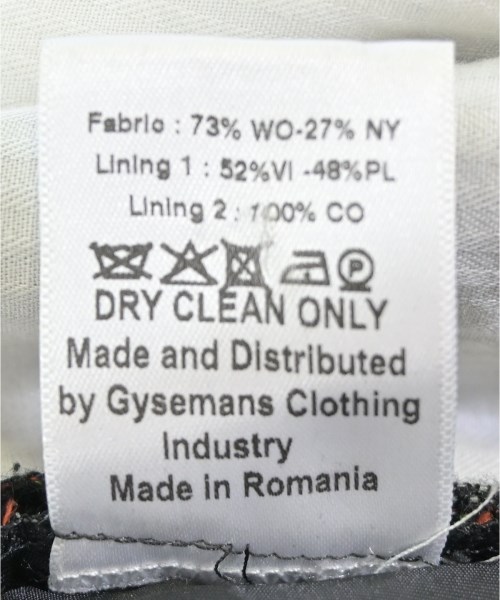 Fabric : 73% WO-27% NY
Lining 1 : 52%VI -48%PL
Lining 2 : 100% CO
P
DRY CLEAN ONLY
Made and Distributed
by Gysemans Clothing
Industry
Made in Romania